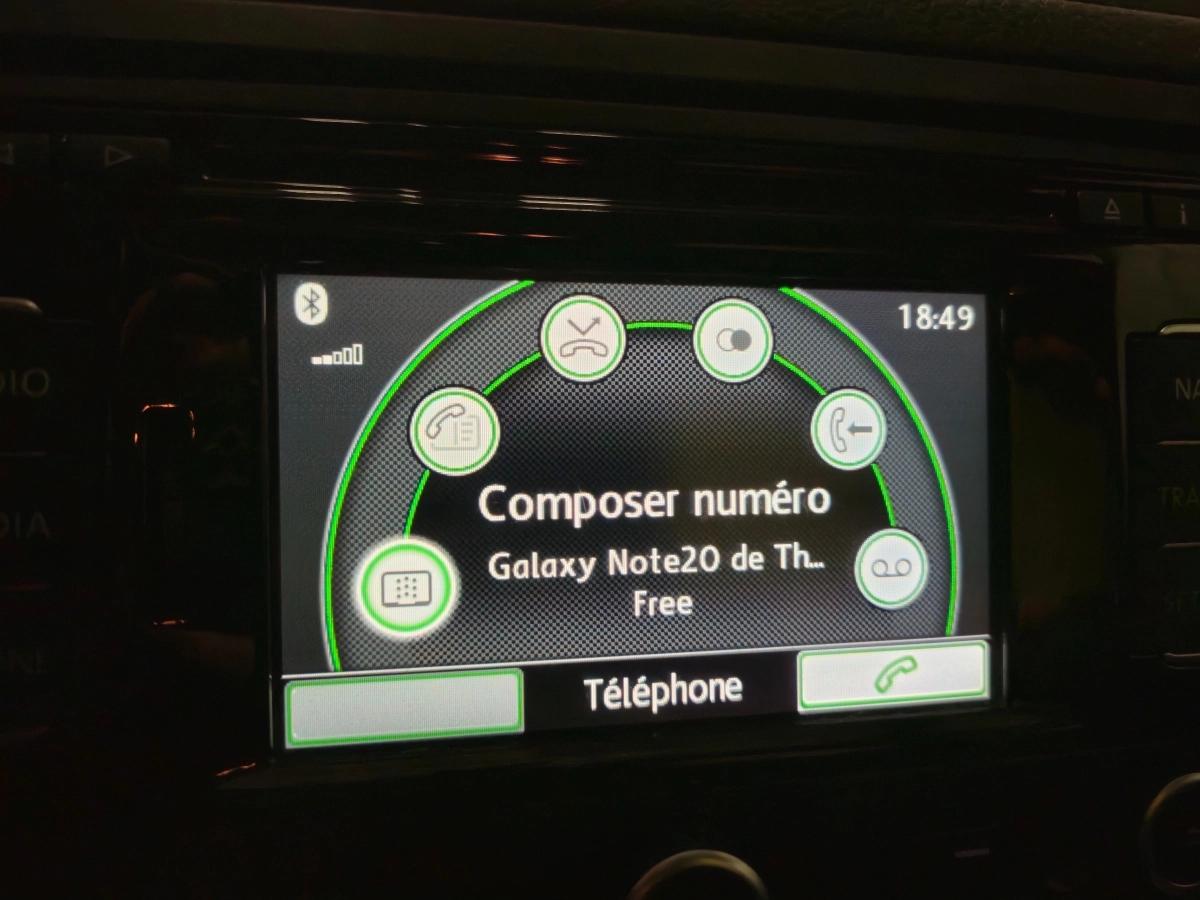 18:49
Composer numéro
Galaxy Note20 de Th...
Free
Téléphone